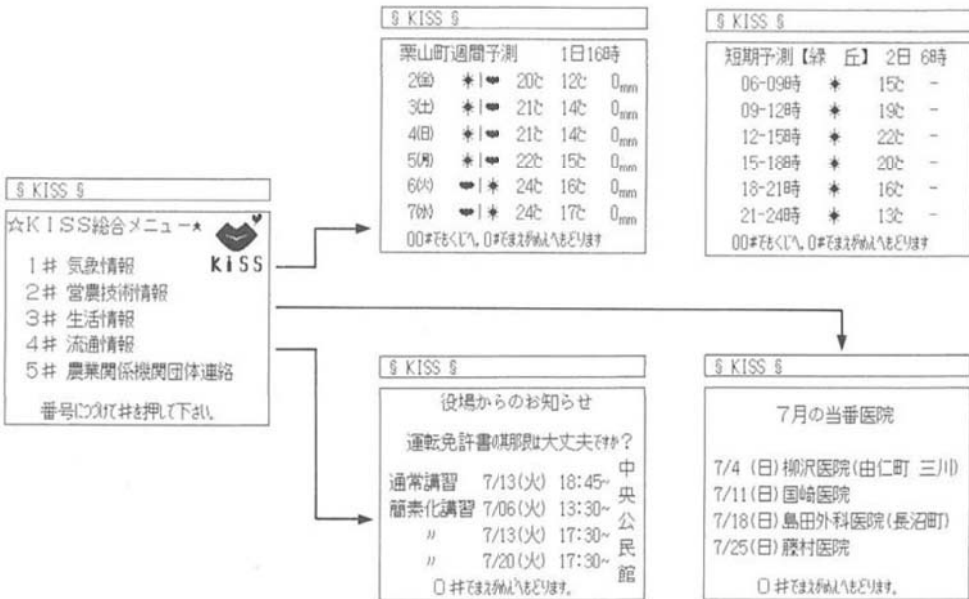 § KISS §
☆KISS総合メニュー★
KiSS
1# 気象情報
2# 営農技術情報
3# 生活情報
4# 流通情報
5# 農業関係機関団体連絡
番号につづけて#を押して下さい。
§ KISS §
栗山町週間予測 1日16時
2(金) ☀|☁ 20℃ 12℃ 0mm
3(土) ☀|☁ 21℃ 14℃ 0mm
4(日) ☀|☁ 21℃ 14℃ 0mm
5(月) ☀|☁ 22℃ 15℃ 0mm
6(火) ☁|☀ 24℃ 16℃ 0mm
7(水) ☁|☀ 24℃ 17℃ 0mm
00#でもくじへ, 0#でまえがめんへもどります
§ KISS §
短期予測【緑 丘】 2日 6時
06-09時 ☀ 15℃ -
09-12時 ☀ 19℃ -
12-15時 ☀ 22℃ -
15-18時 ☀ 20℃ -
18-21時 ☀ 16℃ -
21-24時 ☀ 13℃ -
00#でもくじへ, 0#でまえがめんへもどります
§ KISS §
役場からのお知らせ
運転免許書の期限は大丈夫ですか？
通常講習 7/13(火) 18:45~
簡素化講習 7/06(火) 13:30~
〃 7/13(火) 17:30~
〃 7/20(火) 17:30~
中央公民館
0 #でまえがめんへもどります。
§ KISS §
7月の当番医院
7/4 (日)柳沢医院(由仁町 三川)
7/11(日)国崎医院
7/18(日)島田外科医院(長沼町)
7/25(日)藤村医院
0 #でまえがめんへもどります。